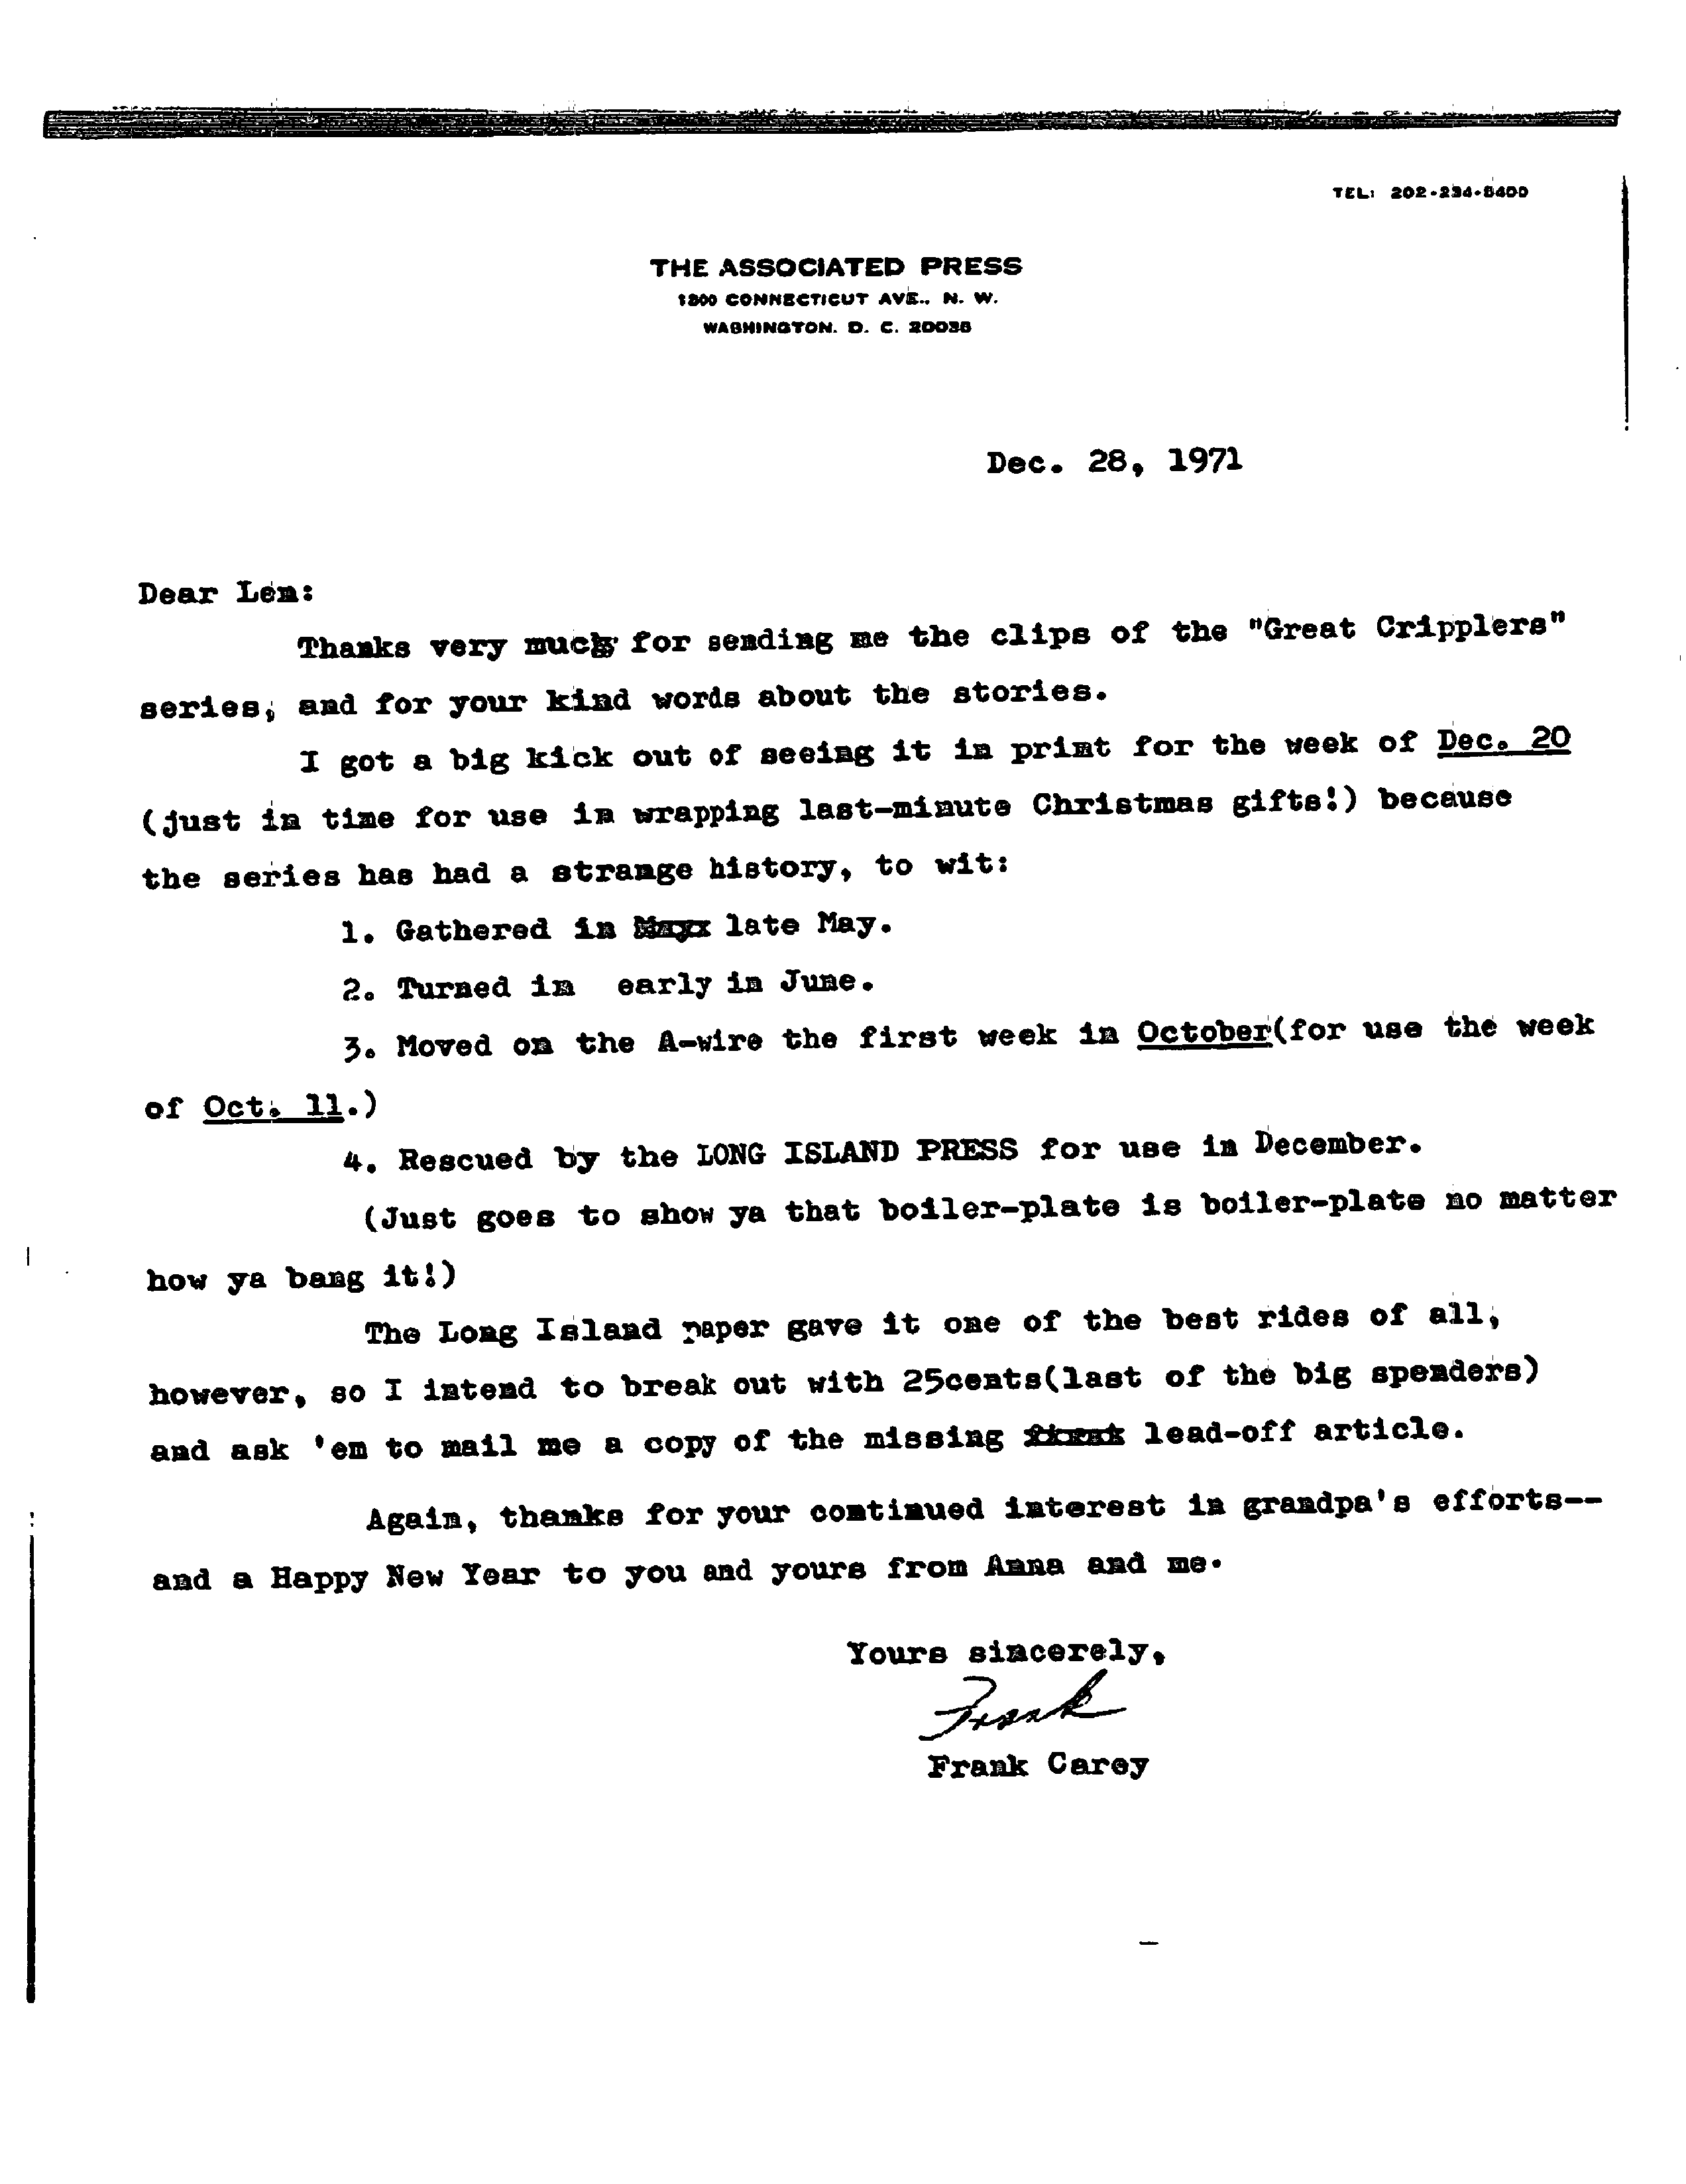 TEL: 202-234-8400
THE ASSOCIATED PRESS
1300 CONNECTICUT AVE., N. W.
WASHINGTON, D. C. 20036
Dec. 28, 1971
Dear Len:
Thanks very much for sending me the clips of the "Great Cripplers"
series, and for your kind words about the stories.
I got a big kick out of seeing it in print for the week of Dec. 20
(just in time for use in wrapping last-minute Christmas gifts!) because
the series has had a strange history, to wit:
1. Gathered in late May.
2. Turned in early in June.
3. Moved on the A-wire the first week in October(for use the week
of Oct. 11.)
4. Rescued by the LONG ISLAND PRESS for use in December.
(Just goes to show ya that boiler-plate is boiler-plate no matter
how ya bang it!)
The Long Island paper gave it one of the best rides of all,
however, so I intend to break out with 25cents(last of the big spenders)
and ask 'em to mail me a copy of the missing lead-off article.
Again, thanks for your continued interest in grandpa's efforts--
and a Happy New Year to you and yours from Anna and me.
Yours sincerely,
Frank
Frank Carey